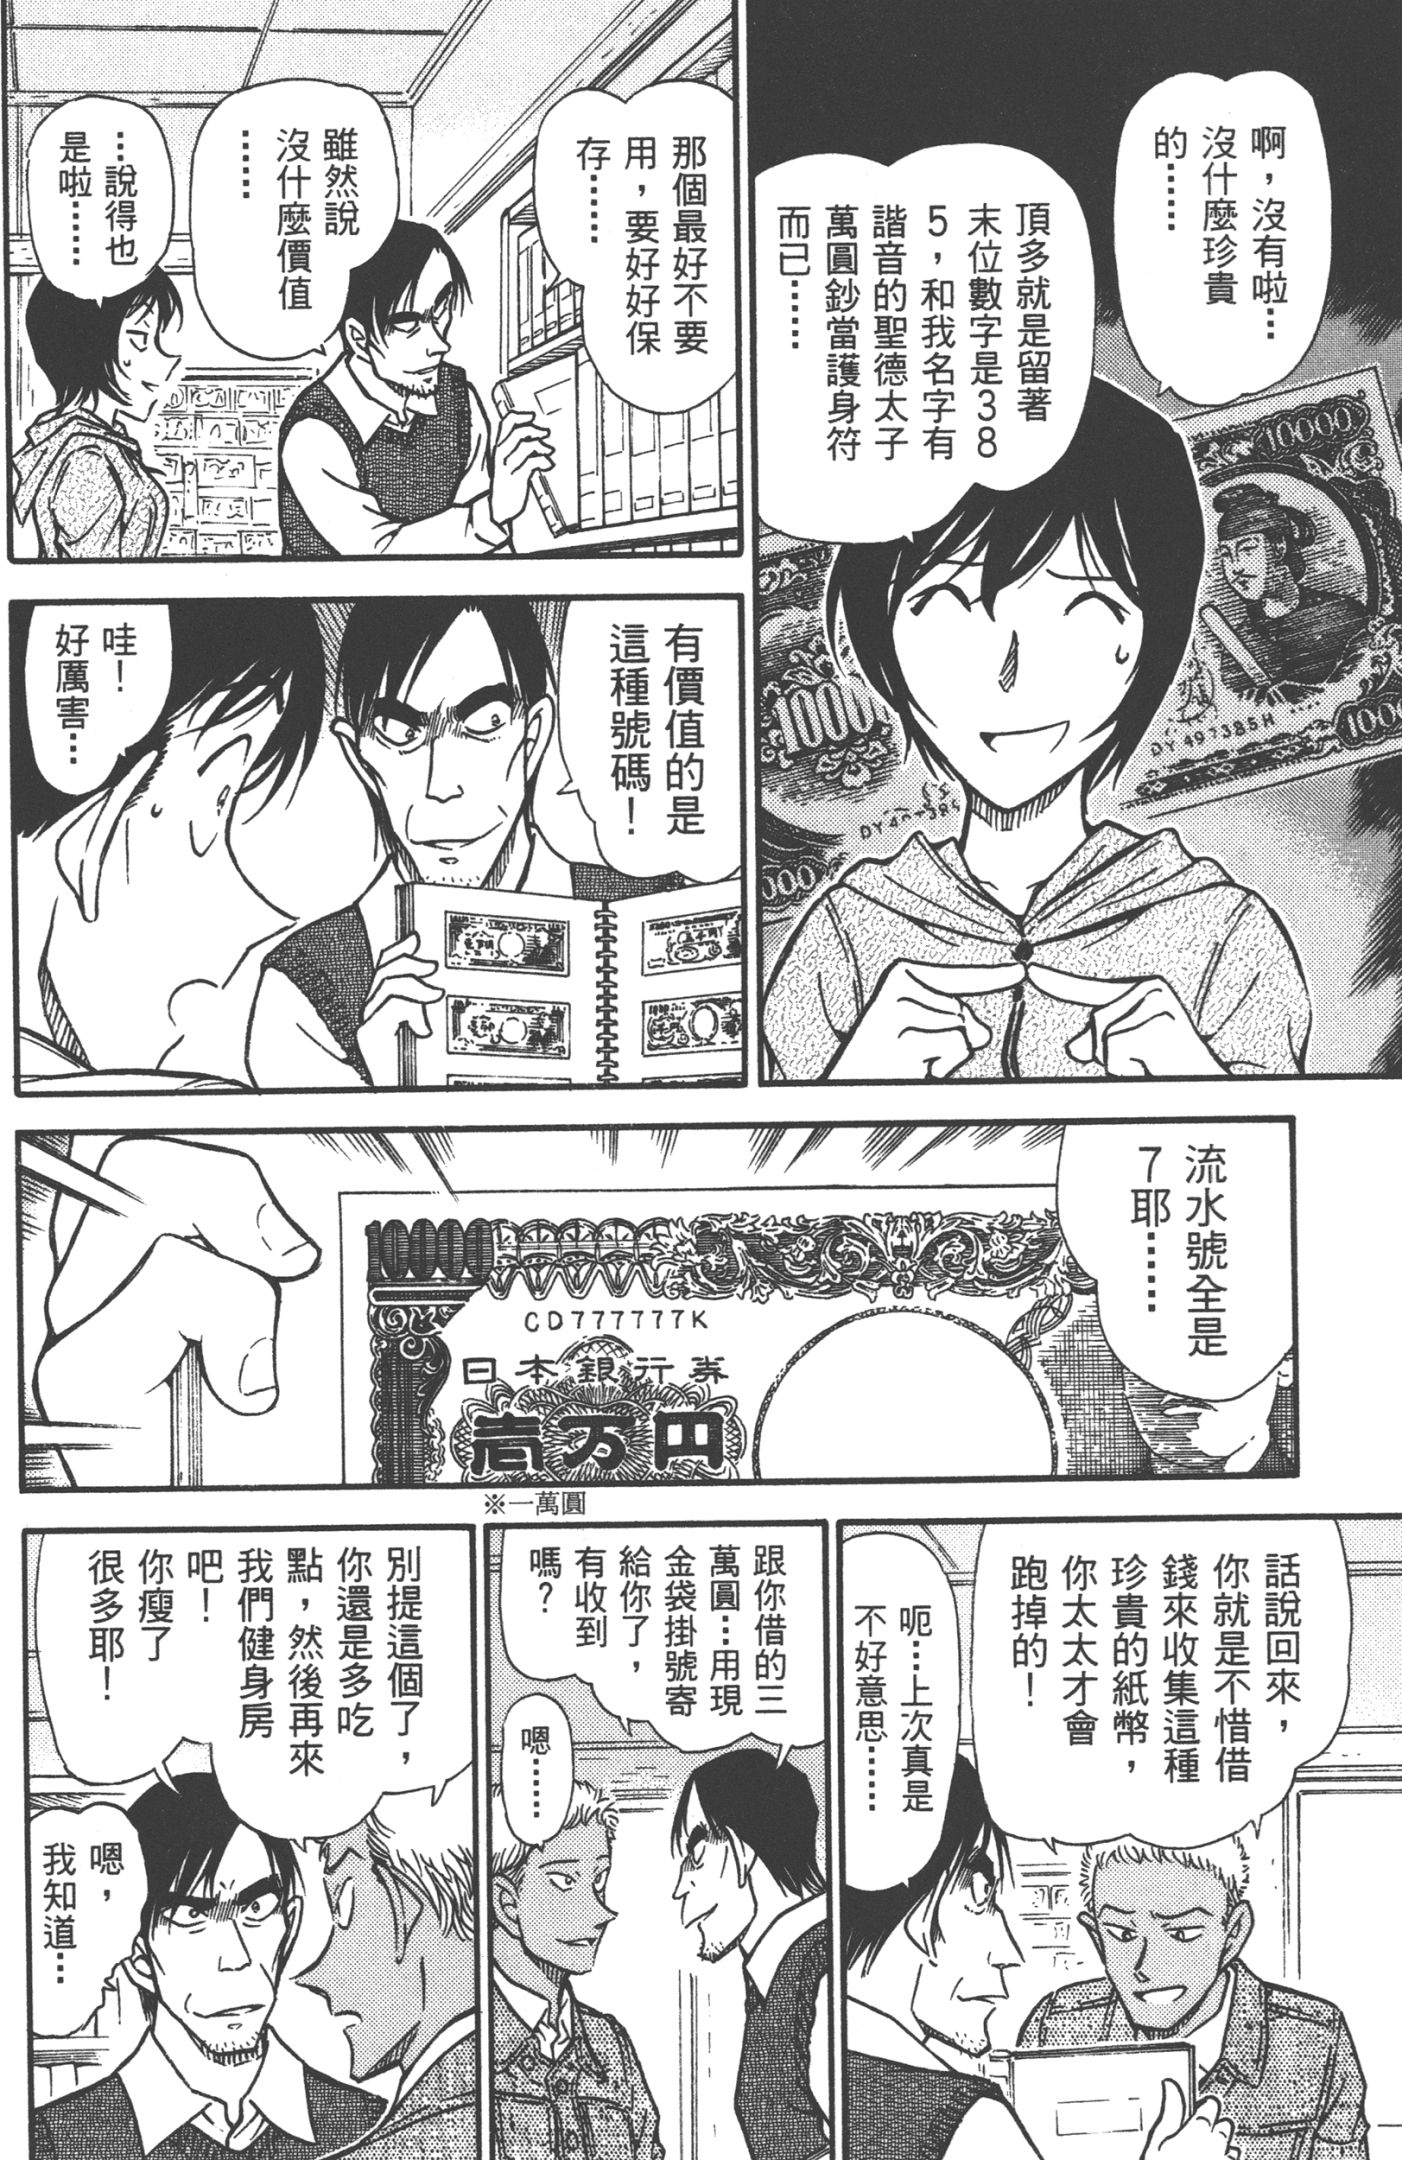 啊，沒有啦…
沒什麼珍貴
的……
頂多就是留著
末位數字是38
5，和我名字有
諧音的聖德太子
萬圓鈔當護身符
而已……
10000
DY497385H
1000
10000
000
那個最好不要
用，要好好保
存……
雖然說
沒什麼價值
……
…說得也
是啦……
有價值的是
這種號碼！
哇！
好厲害…
流水號全是
7耶……
10000
CD777777K
日本銀行券
壱万円
※一萬圓
話說回來，
你就是不惜借
錢來收集這種
珍貴的紙幣，
你太太才會
跑掉的！
呃…上次真是
不好意思……
跟你借的三
萬圓…用現
金袋掛號寄
給你了，
有收到
嗎？
嗯……
別提這個了，
你還是多吃
點，然後再來
我們健身房
吧！
你瘦了
很多耶！
嗯，
我知道…